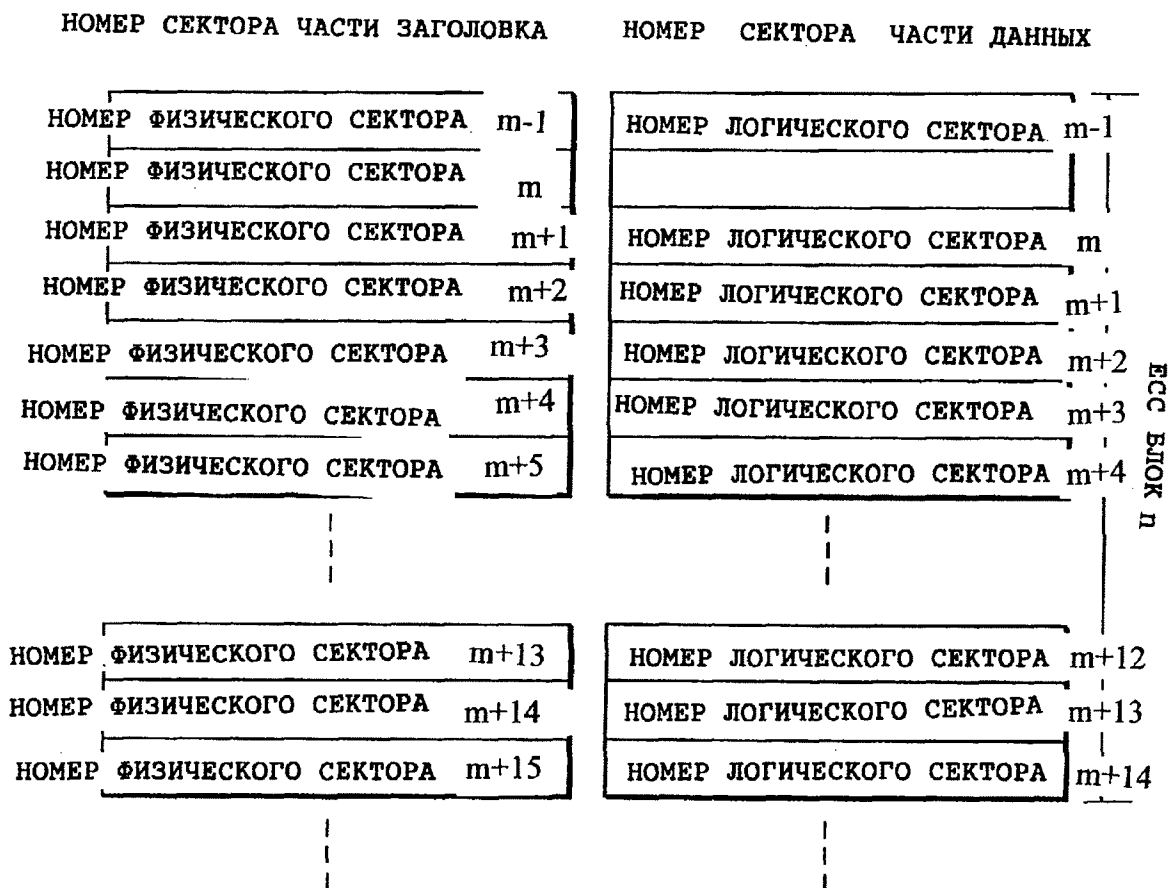 НОМЕР СЕКТОРА ЧАСТИ ЗАГОЛОВКА НОМЕР СЕКТОРА ЧАСТИ ДАННЫХ
НОМЕР ФИЗИЧЕСКОГО СЕКТОРА m-1 НОМЕР ЛОГИЧЕСКОГО СЕКТОРА m-1
НОМЕР ФИЗИЧЕСКОГО СЕКТОРА m
НОМЕР ФИЗИЧЕСКОГО СЕКТОРА m+1 НОМЕР ЛОГИЧЕСКОГО СЕКТОРА m
НОМЕР ФИЗИЧЕСКОГО СЕКТОРА m+2 НОМЕР ЛОГИЧЕСКОГО СЕКТОРА m+1
НОМЕР ФИЗИЧЕСКОГО СЕКТОРА m+3 НОМЕР ЛОГИЧЕСКОГО СЕКТОРА m+2
НОМЕР ФИЗИЧЕСКОГО СЕКТОРА m+4 НОМЕР ЛОГИЧЕСКОГО СЕКТОРА m+3
НОМЕР ФИЗИЧЕСКОГО СЕКТОРА m+5 НОМЕР ЛОГИЧЕСКОГО СЕКТОРА m+4
ECC БЛОК n
НОМЕР ФИЗИЧЕСКОГО СЕКТОРА m+13 НОМЕР ЛОГИЧЕСКОГО СЕКТОРА m+12
НОМЕР ФИЗИЧЕСКОГО СЕКТОРА m+14 НОМЕР ЛОГИЧЕСКОГО СЕКТОРА m+13
НОМЕР ФИЗИЧЕСКОГО СЕКТОРА m+15 НОМЕР ЛОГИЧЕСКОГО СЕКТОРА m+14